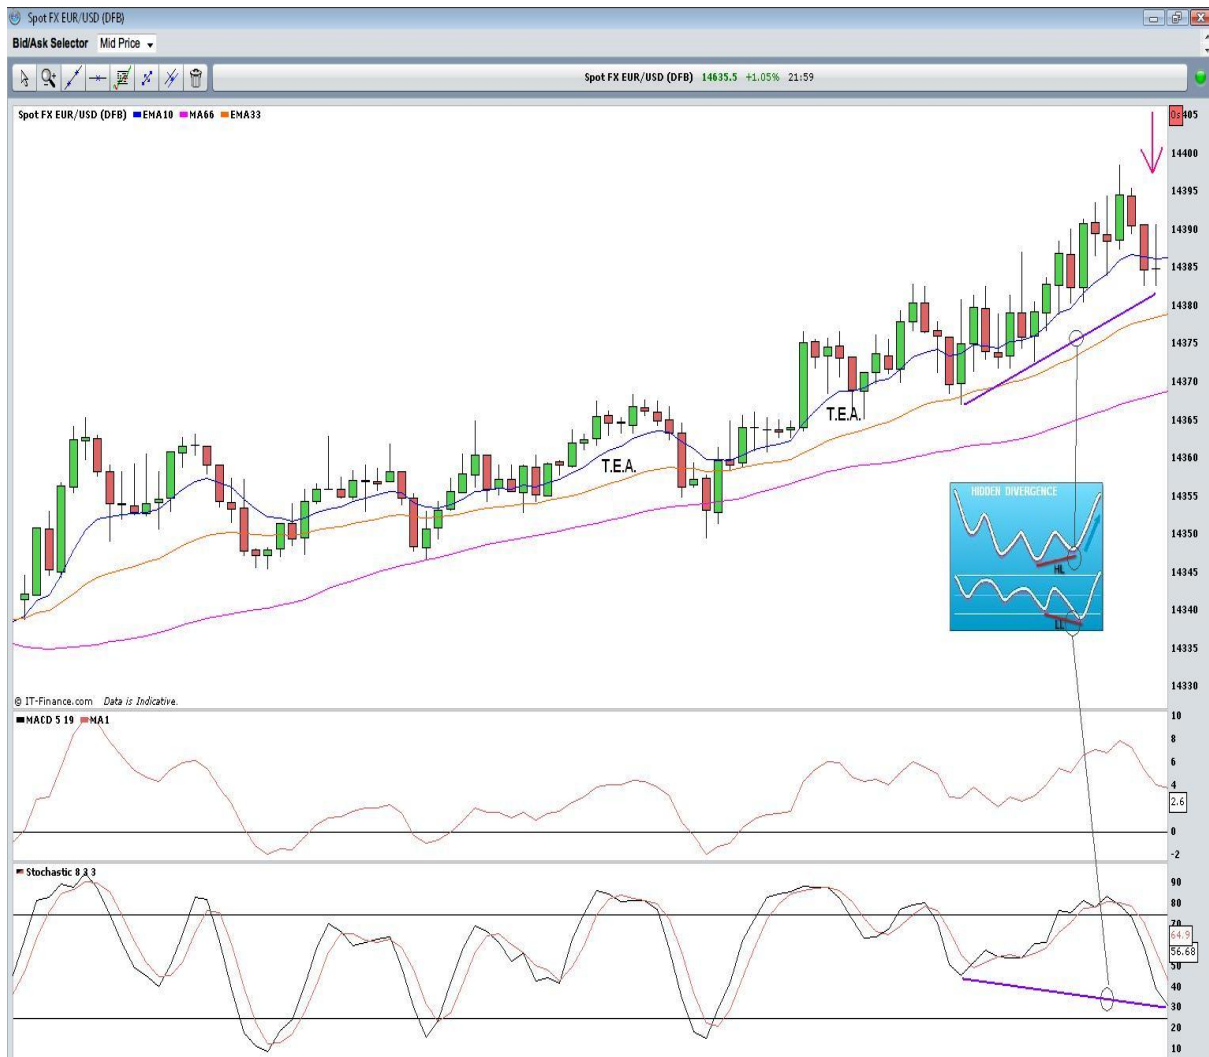 Spot FX EUR/USD (DFB)
Bid/Ask Selector Mid Price
Spot FX EUR/USD (DFB) 14635.5 +1.05% 21:59
Spot FX EUR/USD (DFB) EMA10 MA66 EMA33
0s 405
14400
14395
14390
14385
14380
14375
14370
T.E.A.
14365
14360
T.E.A.
14355
HIDDEN DIVERGENCE
14350
HL
14345
14340
LL
14335
14330
© IT-Finance.com Data is Indicative.
MACD 5 19 MA1
10
8
6
4
2.6
0
-2
Stochastic 8 3 3
90
80
70
64.9
56.68
50
40
30
20
10